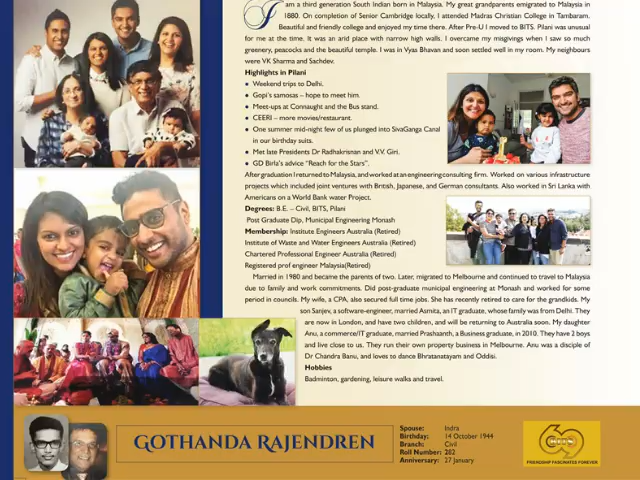 I am a third generation South Indian born in Malaysia. My great grandparents emigrated to Malaysia in
1880. On completion of Senior Cambridge locally, I attended Madras Christian College in Tambaram.
Beautiful and friendly college and enjoyed my time there. After Pre-U I moved to BITS. Pilani was unusual
for me at the time. It was an arid place with narrow high walls. I overcame my misgivings when I saw so much
greenery, peacocks and the beautiful temple. I was in Vyas Bhavan and soon settled well in my room. My neighbours
were VK Sharma and Sachdev.
Highlights in Pilani
• Weekend trips to Delhi.
• Gopi's samosas – hope to meet him.
• Meet-ups at Connaught and the Bus stand.
• CEERI – more movies/restaurant.
• One summer mid-night few of us plunged into SivaGanga Canal
in our birthday suits.
• Met late Presidents Dr Radhakrisnan and V.V. Giri.
• GD Birla's advice "Reach for the Stars".
After graduation I returned to Malaysia, and worked at an engineering consulting firm. Worked on various infrastructure
projects which included joint ventures with British, Japanese, and German consultants. Also worked in Sri Lanka with
Americans on a World Bank water Project.
Degrees: B.E. – Civil, BITS, Pilani
Post Graduate Dip, Municipal Engineering Monash
Membership: Institute Engineers Australia (Retired)
Institute of Waste and Water Engineers Australia (Retired)
Chartered Professional Engineer Australia (Retired)
Registered prof engineer Malaysia(Retired)
Married in 1980 and became the parents of two. Later, migrated to Melbourne and continued to travel to Malaysia
due to family and work commitments. Did post-graduate municipal engineering at Monash and worked for some
period in councils. My wife, a CPA, also secured full time jobs. She has recently retired to care for the grandkids. My
son Sanjev, a software-engineer, married Asmita, an IT graduate, whose family was from Delhi. They
are now in London, and have two children, and will be returning to Australia soon. My daughter
Anu, a commerce/IT graduate, married Prashaanth, a Business graduate, in 2010. They have 2 boys
and live close to us. They run their own property business in Melbourne. Anu was a disciple of
Dr Chandra Banu, and loves to dance Bhratanatayam and Oddisi.
Hobbies
Badminton, gardening, leisure walks and travel.
GOTHANDA RAJENDREN
Spouse: Indra
Birthday: 14 October 1944
Branch: Civil
Roll Number: 282
Anniversary: 27 January
FRIENDSHIP FASCINATES FOREVER